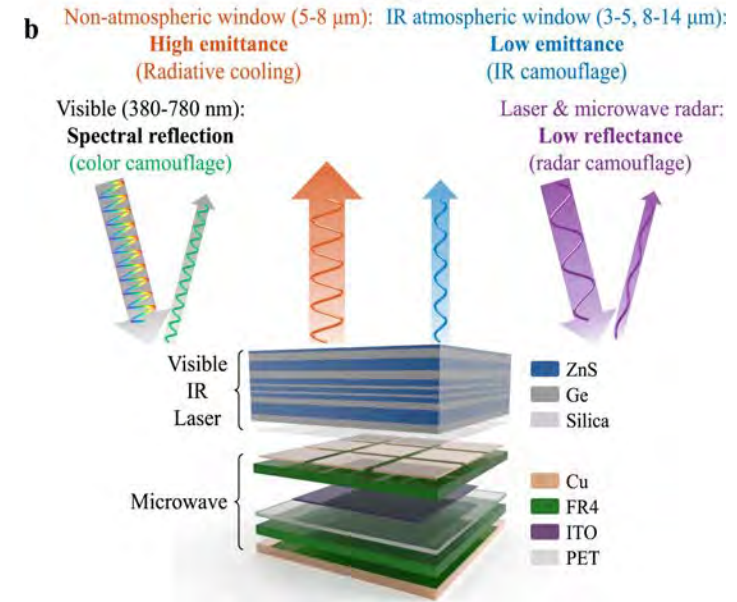 b
Non-atmospheric window (5-8 μm):
High emittance
(Radiative cooling)
IR atmospheric window (3-5, 8-14 μm):
Low emittance
(IR camouflage)
Visible (380-780 nm):
Spectral reflection
(color camouflage)
Laser & microwave radar:
Low reflectance
(radar camouflage)
Visible
IR
Laser
ZnS
Ge
Silica
Microwave
Cu
FR4
ITO
PET